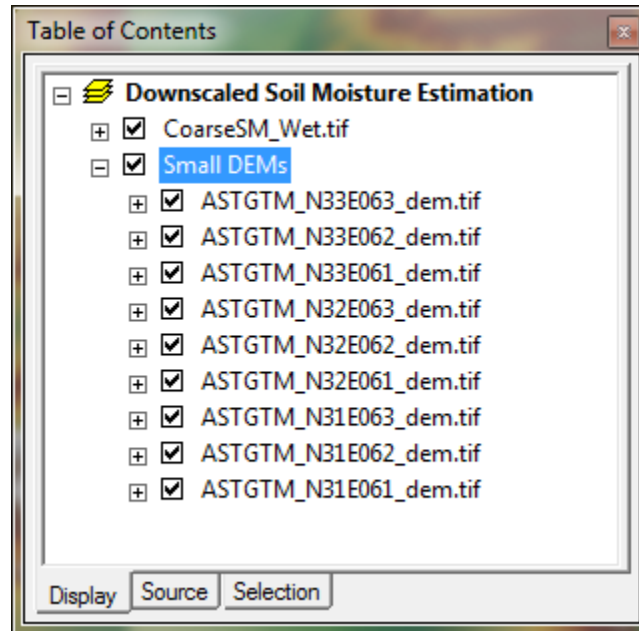 Table of Contents
Downscaled Soil Moisture Estimation
CoarseSM_Wet.tif
Small DEMs
ASTGTM_N33E063_dem.tif
ASTGTM_N33E062_dem.tif
ASTGTM_N33E061_dem.tif
ASTGTM_N32E063_dem.tif
ASTGTM_N32E062_dem.tif
ASTGTM_N32E061_dem.tif
ASTGTM_N31E063_dem.tif
ASTGTM_N31E062_dem.tif
ASTGTM_N31E061_dem.tif
Display Source Selection